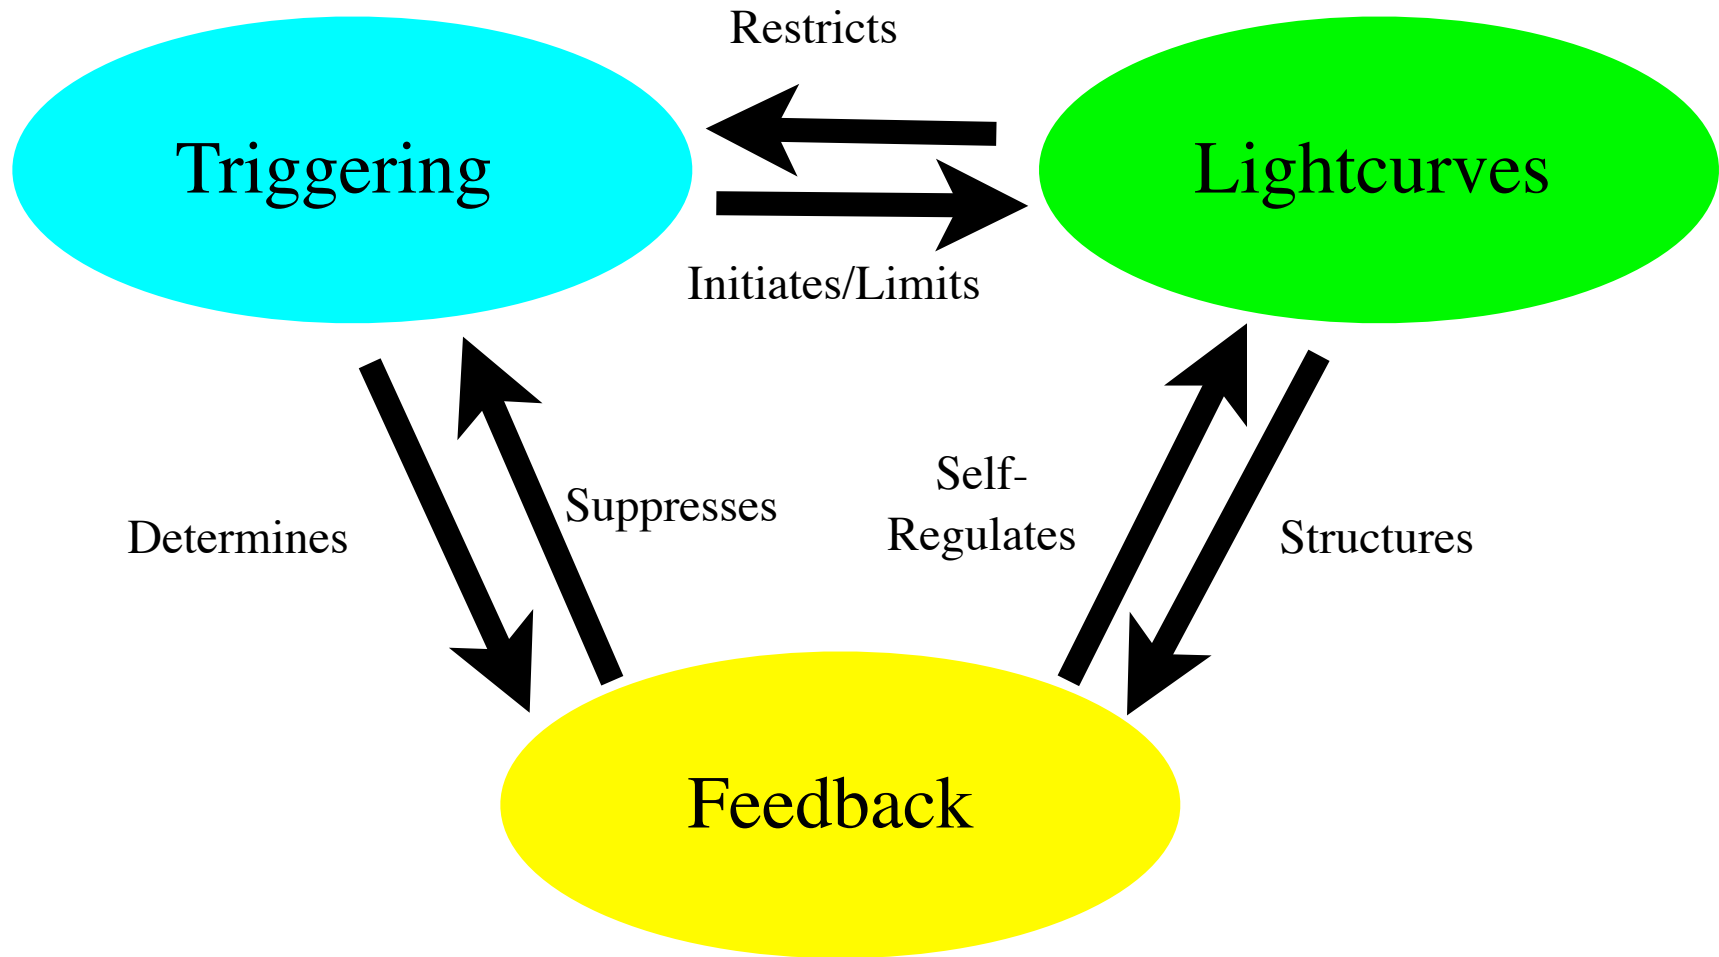 Restricts
Triggering
Lightcurves
Initiates/Limits
Determines
Suppresses
Self-
Regulates
Structures
Feedback